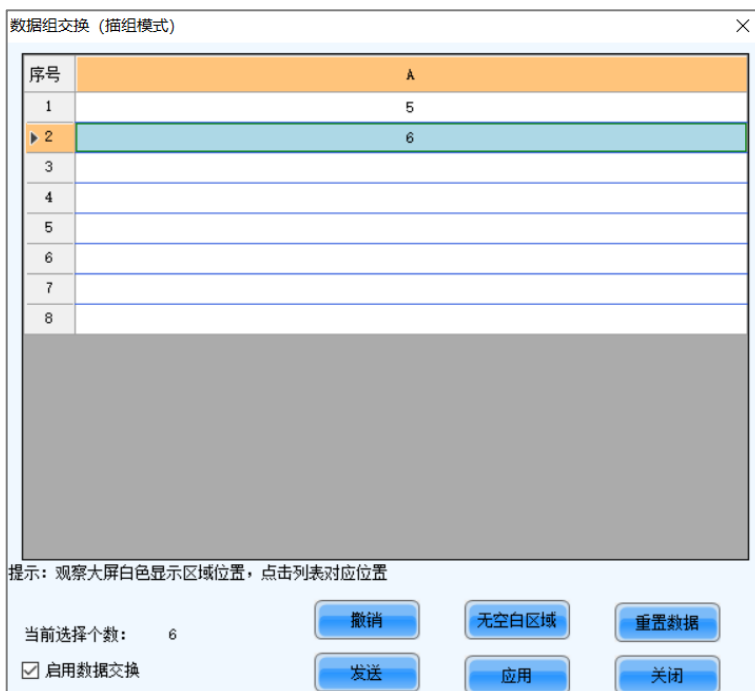 数据组交换（描组模式）
序号 A
1 5
2 6
3
4
5
6
7
8
提示：观察大屏白色显示区域位置，点击列表对应位置
撤销 无空白区域 重置数据
当前选择个数： 6
启用数据交换 发送 应用 关闭